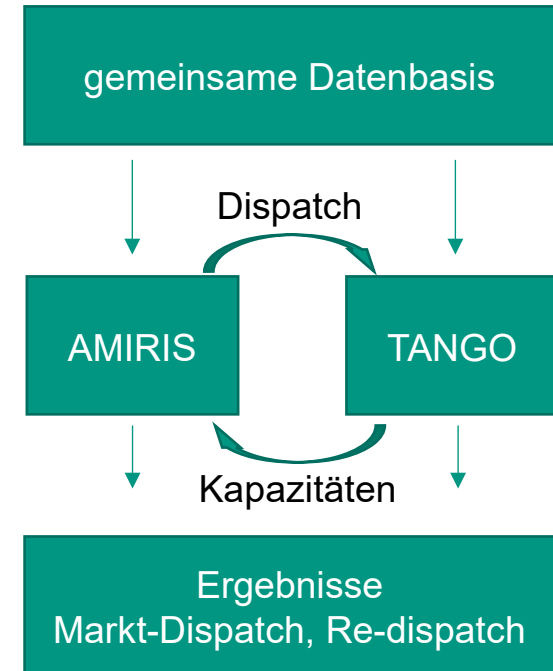 gemeinsame Datenbasis
Dispatch
AMIRIS
TANGO
Kapazitäten
Ergebnisse
Markt-Dispatch, Re-dispatch